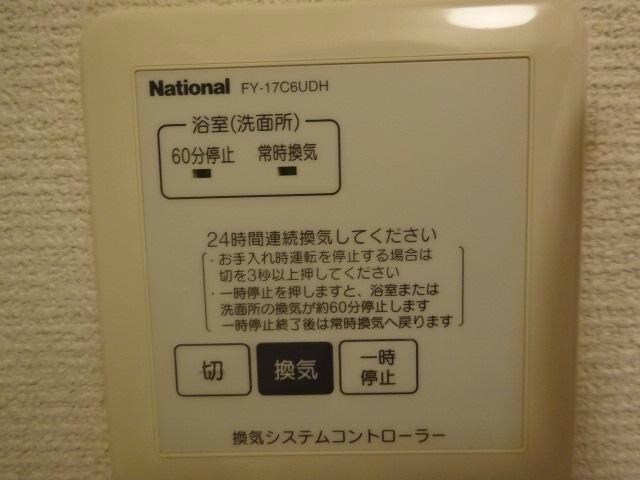 National FY-17C6UDH
浴室(洗面所)
60分停止 常時換気
24時間連続換気してください
・お手入れ時運転を停止する場合は
切を3秒以上押してください
・一時停止を押しますと、浴室または
洗面所の換気が約60分停止します
一時停止終了後は常時換気へ戻ります
切 換気 一時
停止
換気システムコントローラー